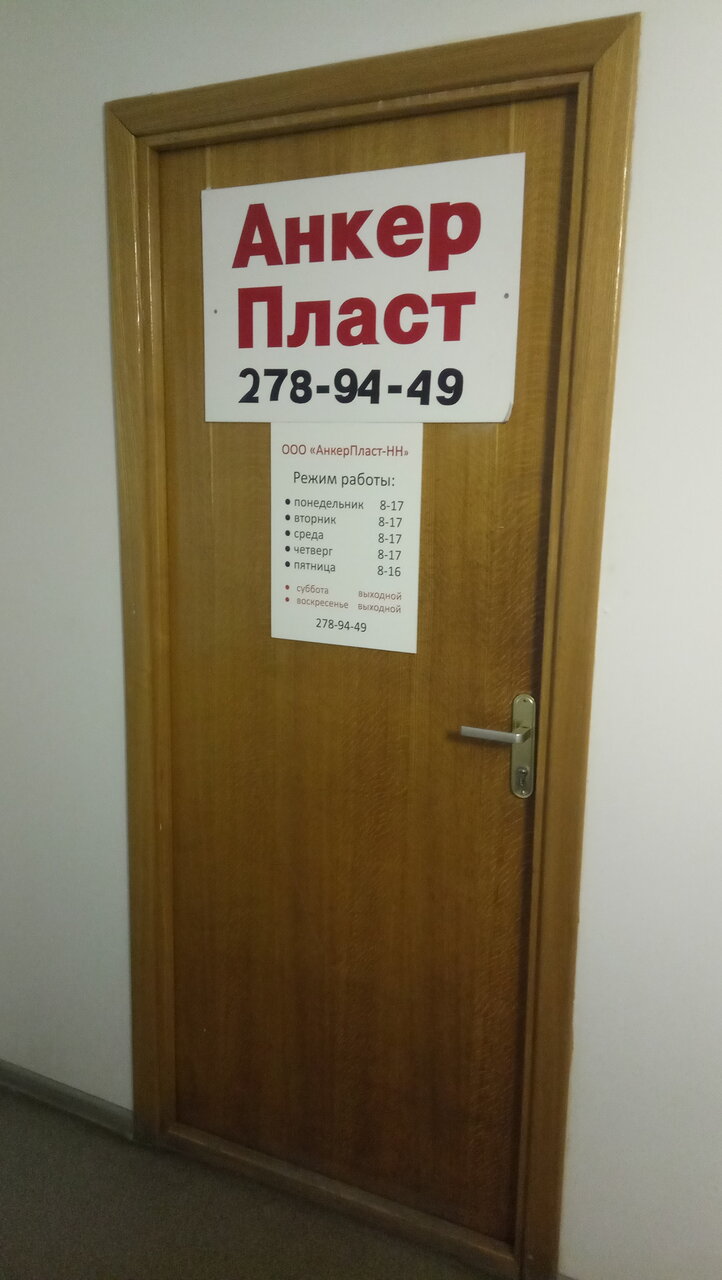 Анкер
Пласт
278-94-49
ООО «АнкерПласт-НН»
Режим работы:
• понедельник 8-17
• вторник 8-17
• среда 8-17
• четверг 8-17
• пятница 8-16
• суббота выходной
• воскресенье выходной
278-94-49